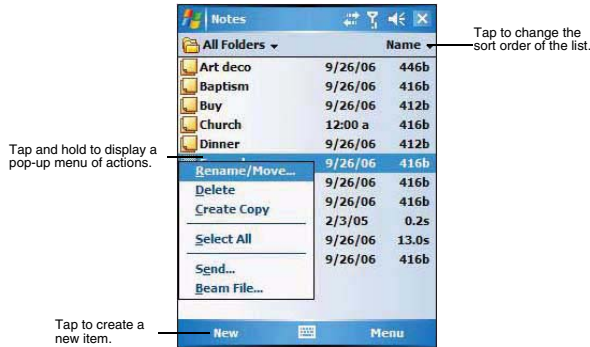 Notes
All Folders Name
Tap to change the
sort order of the list.
Art deco 9/26/06 446b
Baptism 9/26/06 416b
Buy 9/26/06 412b
Church 12:00 a 416b
Dinner 9/26/06 412b
Tap and hold to display a
pop-up menu of actions.
9/26/06 416b
Rename/Move...
9/26/06 416b
Delete
9/26/06 416b
Create Copy
2/3/05 0.2s
Select All 9/26/06 13.0s
9/26/06 416b
Send...
Beam File...
Tap to create a
new item.
New Menu